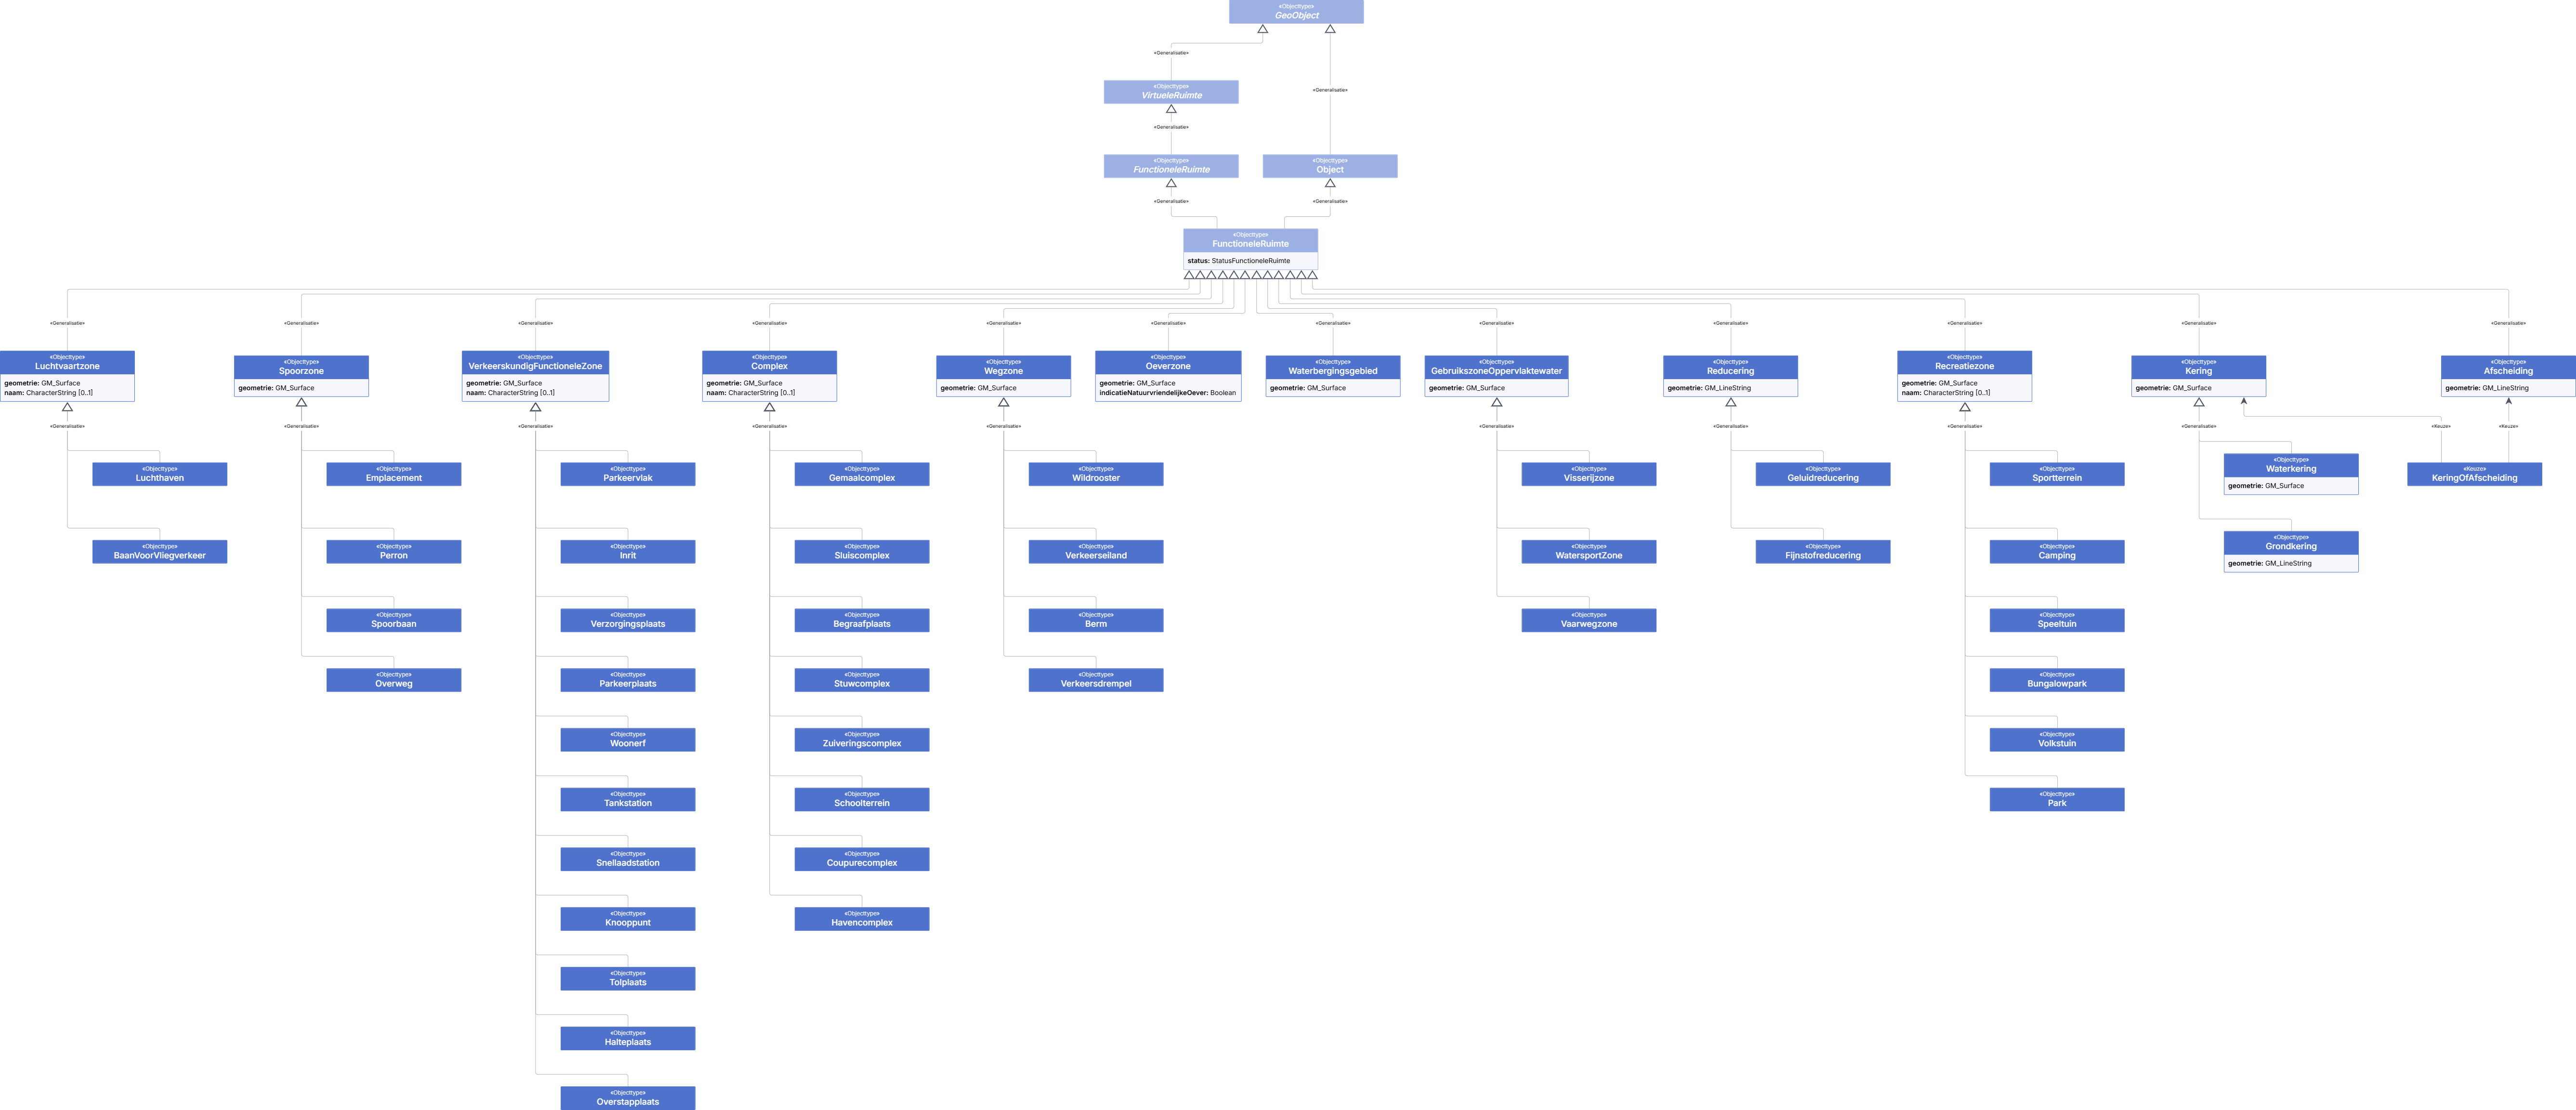 «Objecttype»
GeoObject
«Generalisatie»
«Objecttype»
VirtueleRuimte
«Generalisatie»
«Generalisatie»
«Objecttype»
FunctioneleRuimte
«Objecttype»
Object
«Generalisatie»
«Generalisatie»
«Objecttype»
FunctioneleRuimte
status: StatusFunctioneleRuimte
«Generalisatie»
«Generalisatie»
«Generalisatie»
«Generalisatie»
«Generalisatie»
«Generalisatie»
«Generalisatie»
«Generalisatie»
«Generalisatie»
«Generalisatie»
«Generalisatie»
«Generalisatie»
«Objecttype»
Luchtvaartzone
geometrie: GM_Surface
naam: CharacterString [0..1]
«Objecttype»
Spoorzone
geometrie: GM_Surface
«Objecttype»
VerkeerskundigFunctioneleZone
geometrie: GM_Surface
naam: CharacterString [0..1]
«Objecttype»
Complex
geometrie: GM_Surface
naam: CharacterString [0..1]
«Objecttype»
Wegzone
geometrie: GM_Surface
«Objecttype»
Oeverzone
geometrie: GM_Surface
indicatieNatuurvriendelijkeOever: Boolean
«Objecttype»
Waterbergingsgebied
geometrie: GM_Surface
«Objecttype»
GebruikszoneOppervlaktewater
geometrie: GM_Surface
«Objecttype»
Reducering
geometrie: GM_LineString
«Objecttype»
Recreatiezone
geometrie: GM_Surface
naam: CharacterString [0..1]
«Objecttype»
Kering
geometrie: GM_Surface
«Objecttype»
Afscheiding
geometrie: GM_LineString
«Generalisatie»
«Generalisatie»
«Generalisatie»
«Generalisatie»
«Generalisatie»
«Generalisatie»
«Generalisatie»
«Generalisatie»
«Generalisatie»
«Keuze»
«Keuze»
«Objecttype»
Luchthaven
«Objecttype»
BaanVoorVliegverkeer
«Objecttype»
Emplacement
«Objecttype»
Perron
«Objecttype»
Spoorbaan
«Objecttype»
Overweg
«Objecttype»
Parkeervlak
«Objecttype»
Inrit
«Objecttype»
Verzorgingsplaats
«Objecttype»
Parkeerplaats
«Objecttype»
Woonerf
«Objecttype»
Tankstation
«Objecttype»
Snellaadstation
«Objecttype»
Knooppunt
«Objecttype»
Tolplaats
«Objecttype»
Halteplaats
«Objecttype»
Overstapplaats
«Objecttype»
Gemaalcomplex
«Objecttype»
Sluiscomplex
«Objecttype»
Begraafplaats
«Objecttype»
Stuwcomplex
«Objecttype»
Zuiveringscomplex
«Objecttype»
Schoolterrein
«Objecttype»
Coupurecomplex
«Objecttype»
Havencomplex
«Objecttype»
Wildrooster
«Objecttype»
Verkeerseiland
«Objecttype»
Berm
«Objecttype»
Verkeersdrempel
«Objecttype»
Visserijzone
«Objecttype»
WatersportZone
«Objecttype»
Vaarwegzone
«Objecttype»
Geluidreducering
«Objecttype»
Fijnstofreducering
«Objecttype»
Sportterrein
«Objecttype»
Camping
«Objecttype»
Speeltuin
«Objecttype»
Bungalowpark
«Objecttype»
Volkstuin
«Objecttype»
Park
«Objecttype»
Waterkering
geometrie: GM_Surface
«Objecttype»
Grondkering
geometrie: GM_LineString
«Keuze»
KeringOfAfscheiding